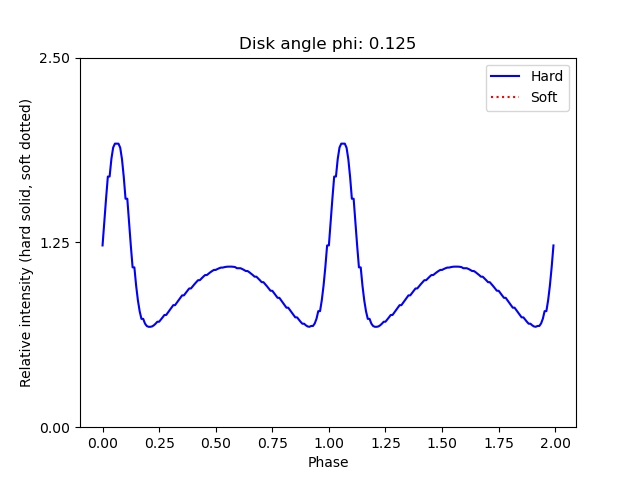 Disk angle phi: 0.125
2.50
1.25
0.00
Relative intensity (hard solid, soft dotted)
Hard
Soft
0.00 0.25 0.50 0.75 1.00 1.25 1.50 1.75 2.00
Phase